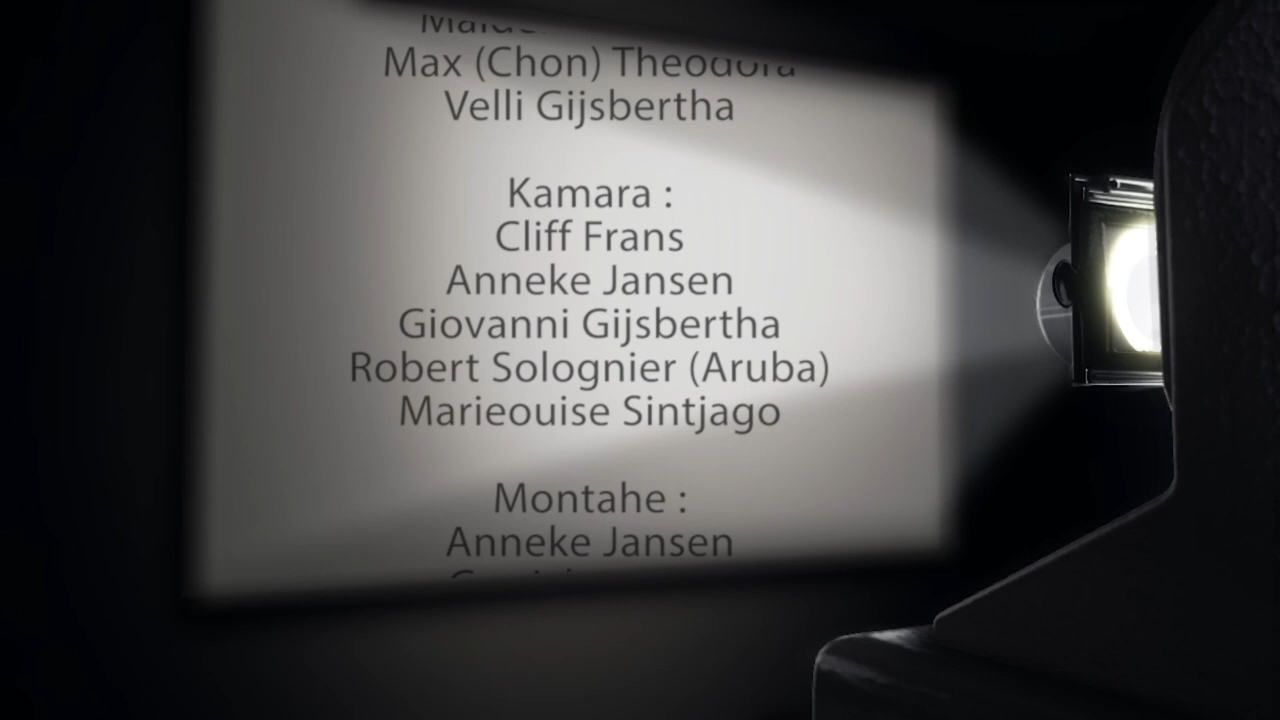 Max (Chon) Theodora
Velli Gijsbertha
Kamara :
Cliff Frans
Anneke Jansen
Giovanni Gijsbertha
Robert Solognier (Aruba)
Marieouise Sintjago
Montahe :
Anneke Jansen